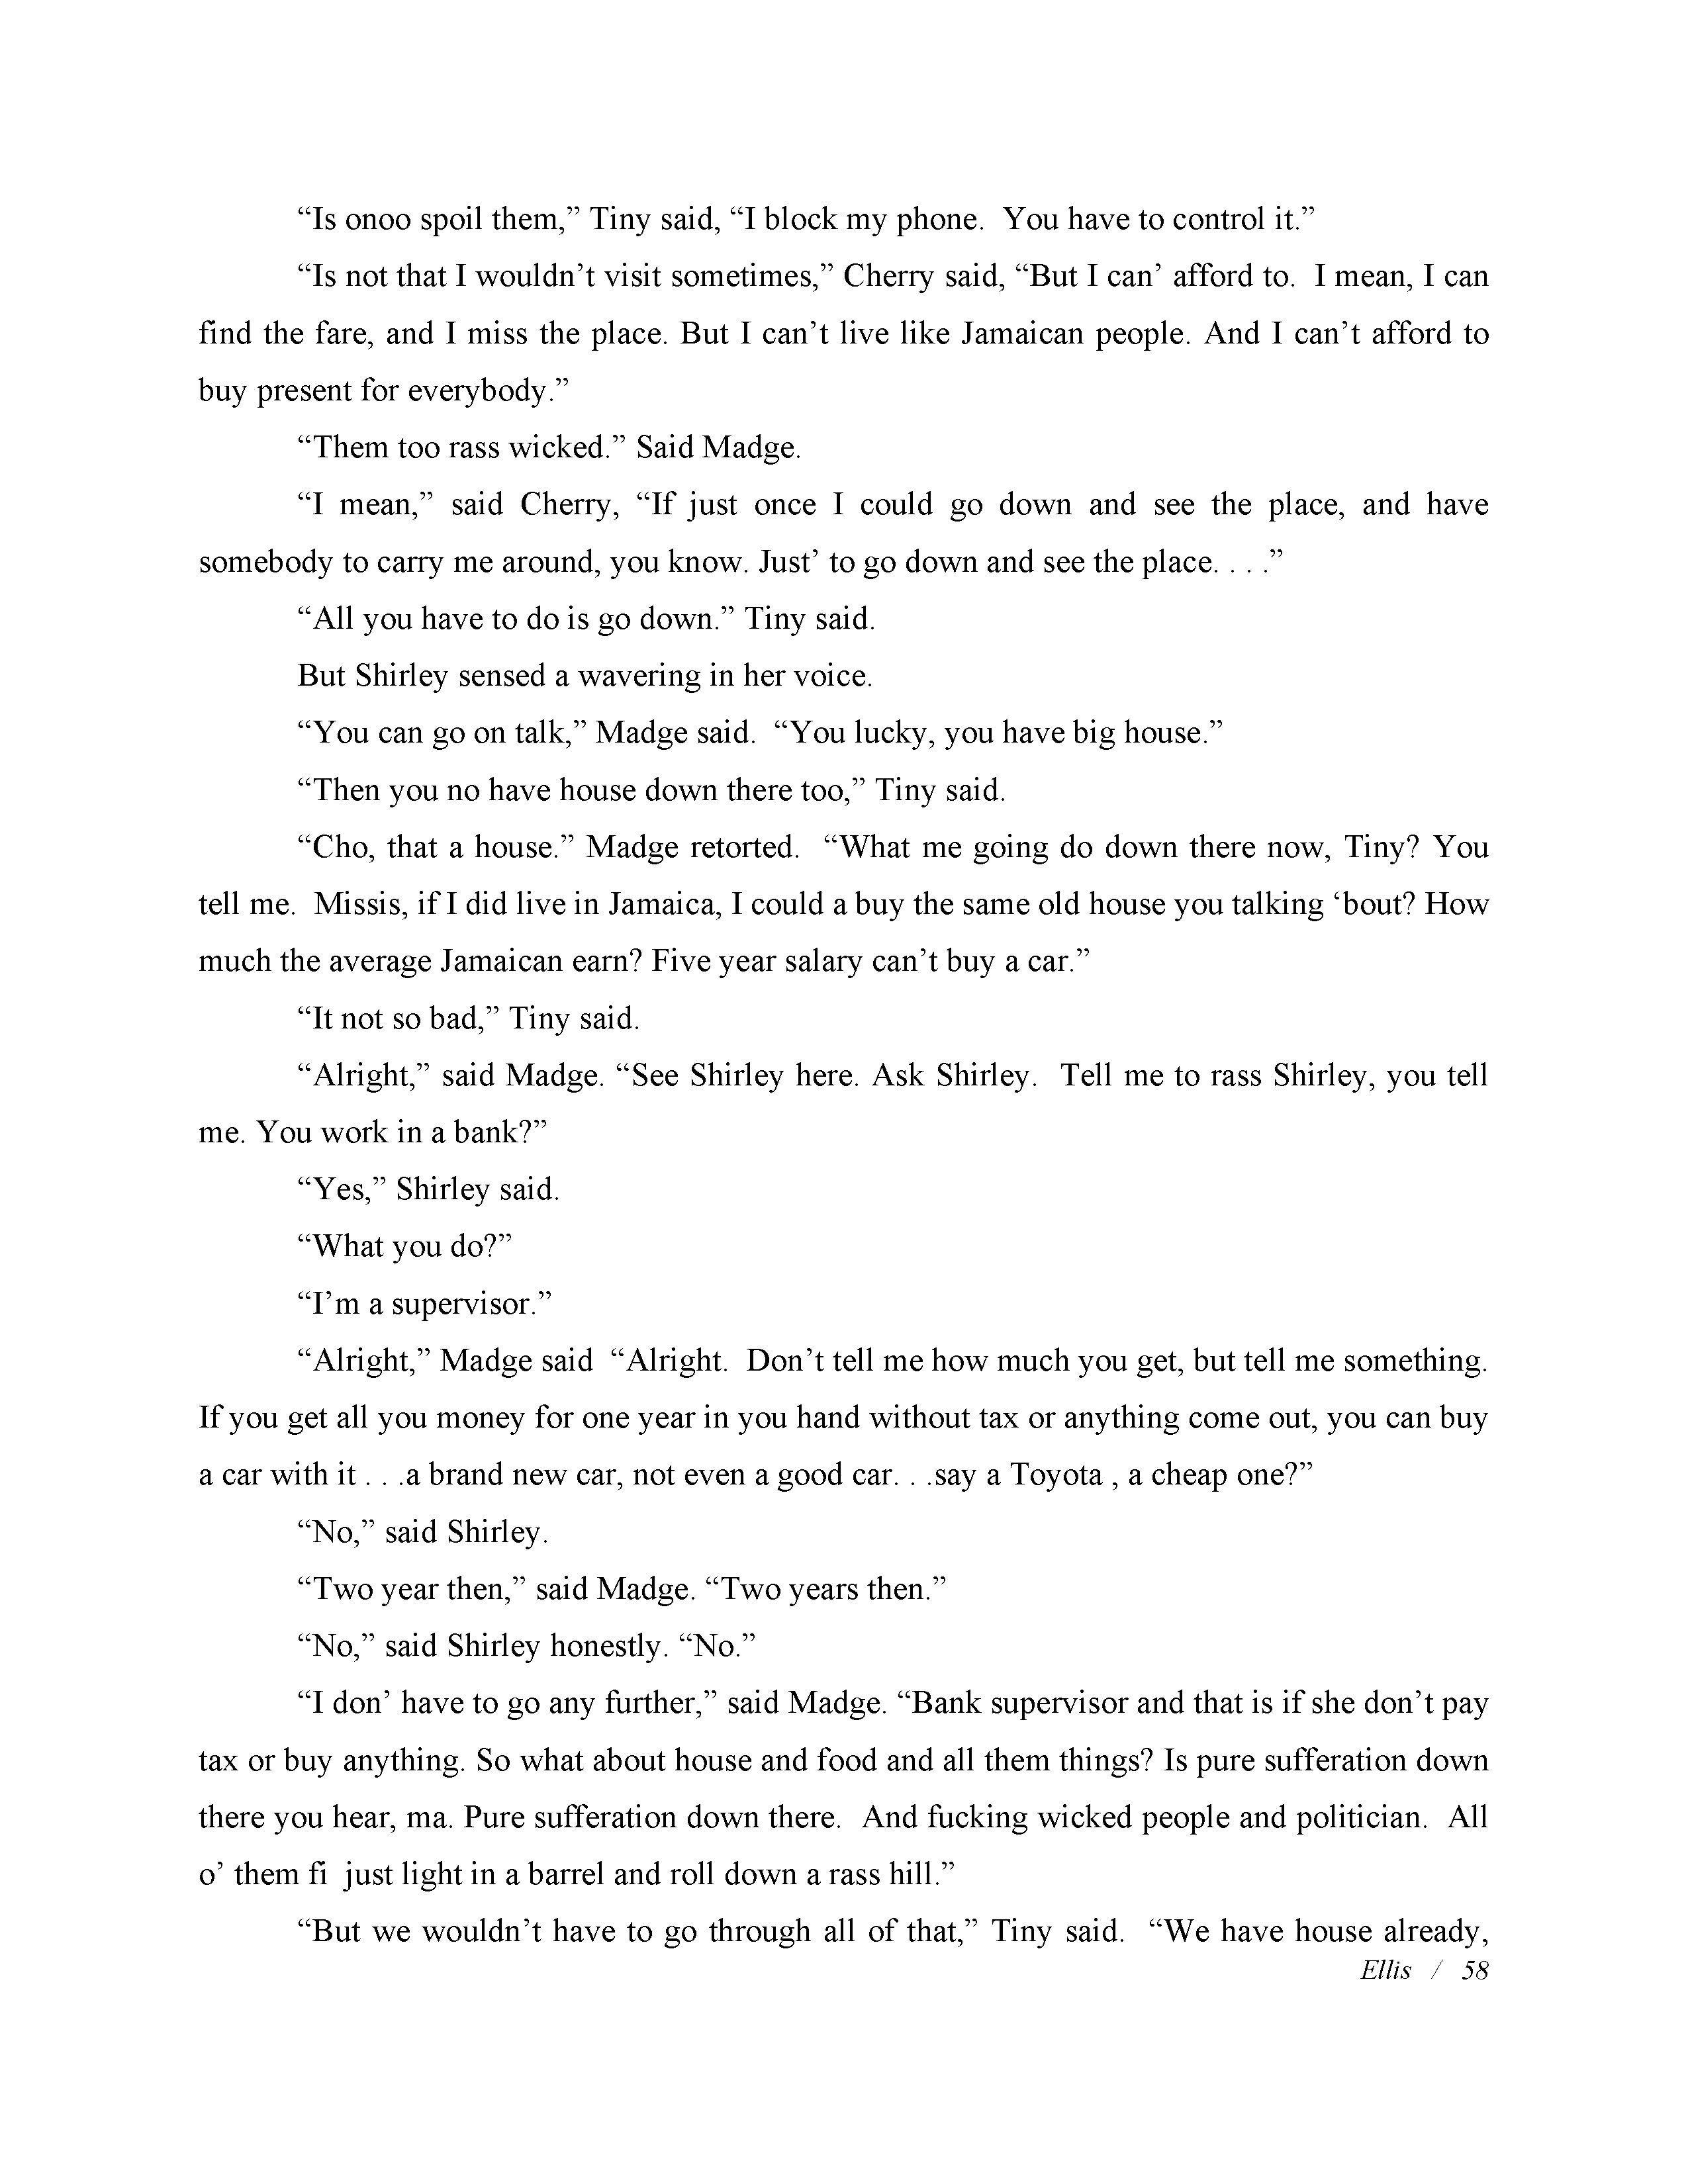 “Is onoo spoil them,” Tiny said, “I block my phone.  You have to control it.”
“Is not that I wouldn’t visit sometimes,” Cherry said, “But I can’ afford to.  I mean, I can
find the fare, and I miss the place. But I can’t live like Jamaican people. And I can’t afford to
buy present for everybody.”
“Them too rass wicked.” Said Madge.
“I mean,” said Cherry, “If just once I could go down and see the place, and have
somebody to carry me around, you know. Just’ to go down and see the place. . . .”
“All you have to do is go down.” Tiny said.
But Shirley sensed a wavering in her voice.
“You can go on talk,” Madge said.  “You lucky, you have big house.”
“Then you no have house down there too,” Tiny said.
“Cho, that a house.” Madge retorted.  “What me going do down there now, Tiny? You
tell me.  Missis, if I did live in Jamaica, I could a buy the same old house you talking ‘bout? How
much the average Jamaican earn? Five year salary can’t buy a car.”
“It not so bad,” Tiny said.
“Alright,” said Madge. “See Shirley here. Ask Shirley.  Tell me to rass Shirley, you tell
me. You work in a bank?”
“Yes,” Shirley said.
“What you do?”
“I’m a supervisor.”
“Alright,” Madge said  “Alright.  Don’t tell me how much you get, but tell me something.
If you get all you money for one year in you hand without tax or anything come out, you can buy
a car with it . . .a brand new car, not even a good car. . .say a Toyota , a cheap one?”
“No,” said Shirley.
“Two year then,” said Madge. “Two years then.”
“No,” said Shirley honestly. “No.”
“I don’ have to go any further,” said Madge. “Bank supervisor and that is if she don’t pay
tax or buy anything. So what about house and food and all them things? Is pure sufferation down
there you hear, ma. Pure sufferation down there.  And fucking wicked people and politician.  All
o’ them fi  just light in a barrel and roll down a rass hill.”
“But we wouldn’t have to go through all of that,” Tiny said.  “We have house already,
Ellis / 58